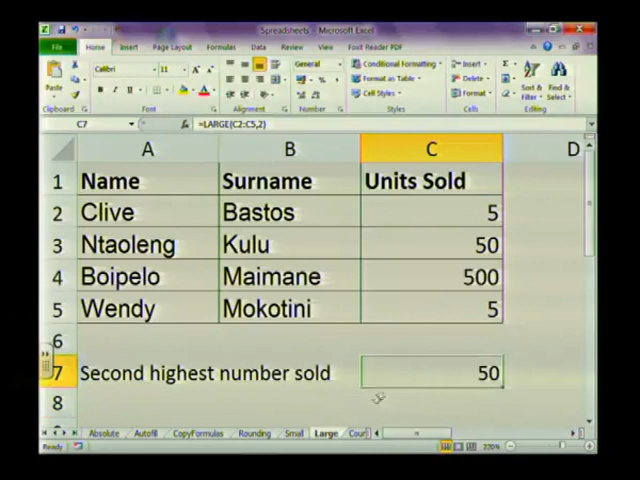 Spreadsheets - Microsoft Excel
File Home Insert Page Layout Formulas Data Review View Foxit Reader PDF
Calibri 11 General Conditional Formatting Insert
Paste Format as Table Delete Sort & Find &
Cell Styles Format Filter Select
Clipboard Font Alignment Number Styles Cells Editing
C7 fx =LARGE(C2:C5,2)
A B C D
1 Name Surname Units Sold
2 Clive Bastos 5
3 Ntaoleng Kulu 50
4 Boipelo Maimane 500
5 Wendy Mokotini 5
6
7 Second highest number sold 50
8
Absolute Autofill CopyFormulas Rounding Small Large Coun
Ready 220%